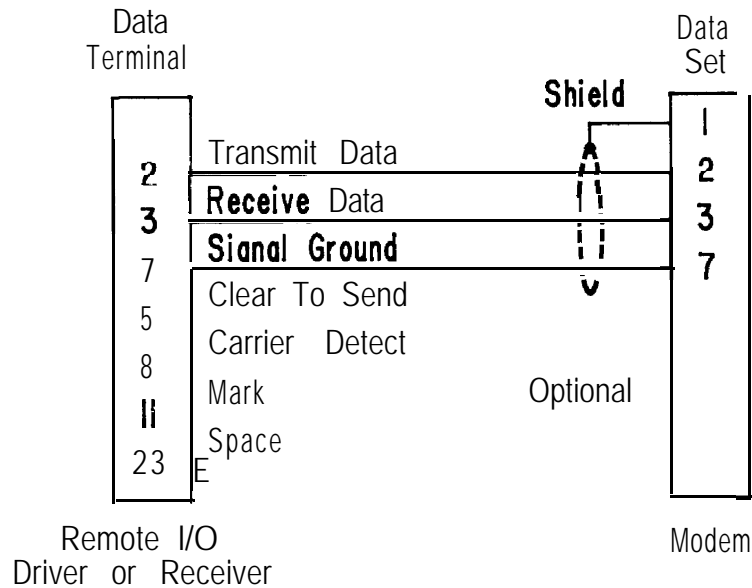 Data
Terminal
Data
Set
Shield
1
Transmit Data
2
2
Receive Data
3
3
Sianal Ground
7
7
Clear To Send
5
Carrier Detect
8
Mark
Optional
11
Space
23
E
Remote I/O
Driver or Receiver
Modem